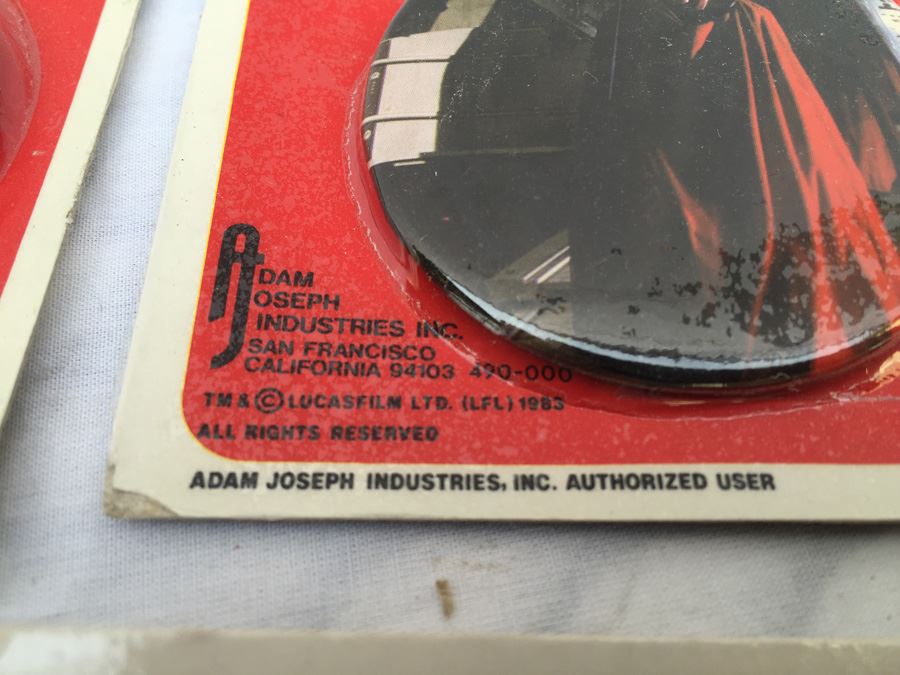 ADAM
JOSEPH
INDUSTRIES INC.
SAN FRANCISCO
CALIFORNIA 94103 490-000
TM & © LUCASFILM LTD. (LFL) 1983
ALL RIGHTS RESERVED
ADAM JOSEPH INDUSTRIES, INC. AUTHORIZED USER